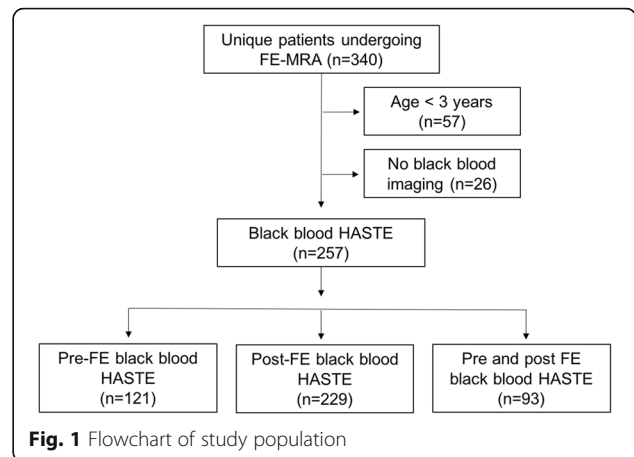 Unique patients undergoing
FE-MRA (n=340)
Age < 3 years
(n=57)
No black blood
imaging (n=26)
Black blood HASTE
(n=257)
Pre-FE black blood
HASTE
(n=121)
Post-FE black blood
HASTE
(n=229)
Pre and post FE
black blood HASTE
(n=93)
Fig. 1 Flowchart of study population